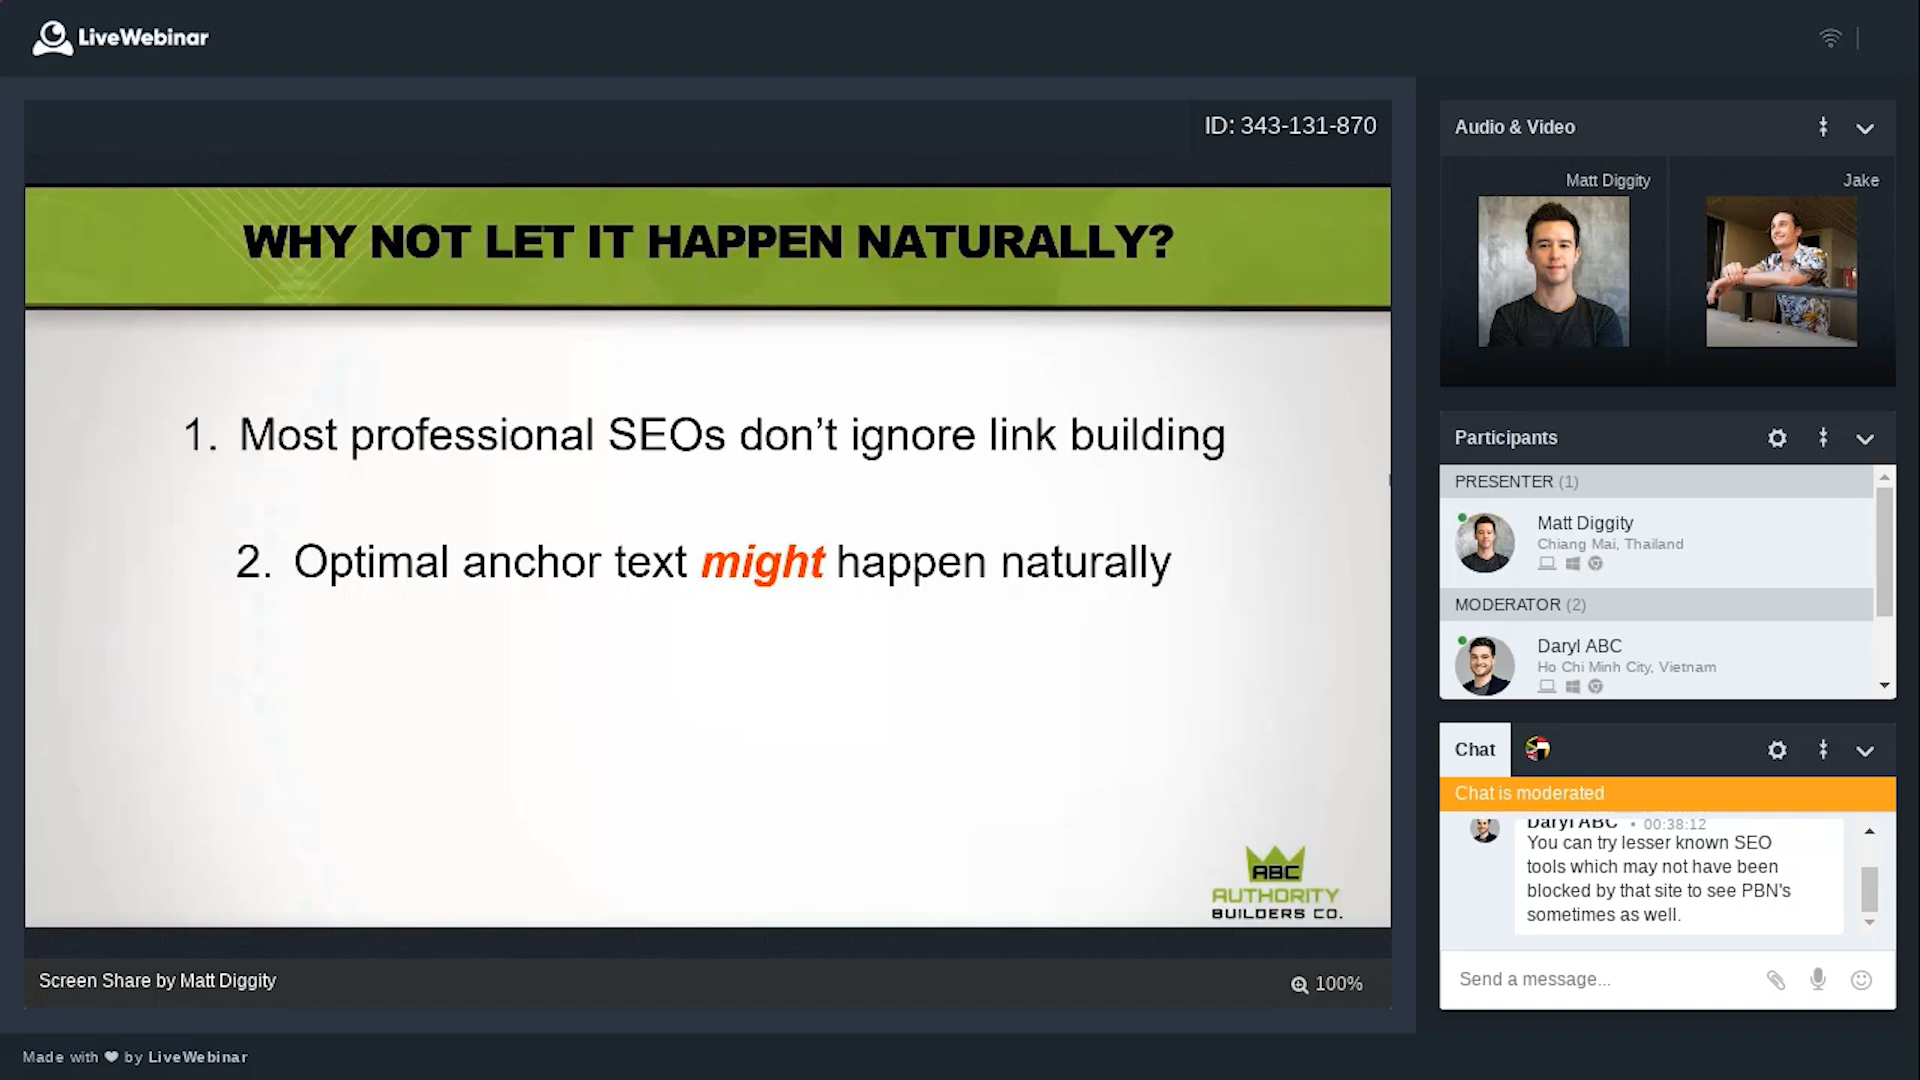 LiveWebinar
ID: 343-131-870
WHY NOT LET IT HAPPEN NATURALLY?
1. Most professional SEOs don’t ignore link building
2. Optimal anchor text might happen naturally
ABC
AUTHORITY
BUILDERS CO.
Screen Share by Matt Diggity
100%
Audio & Video
Matt Diggity
Jake
Participants
PRESENTER (1)
Matt Diggity
Chiang Mai, Thailand
MODERATOR (2)
Daryl ABC
Ho Chi Minh City, Vietnam
Chat
Chat is moderated
Daryl ABC • 00:38:12
You can try lesser known SEO
tools which may not have been
blocked by that site to see PBN's
sometimes as well.
Send a message...
Made with ❤ by LiveWebinar